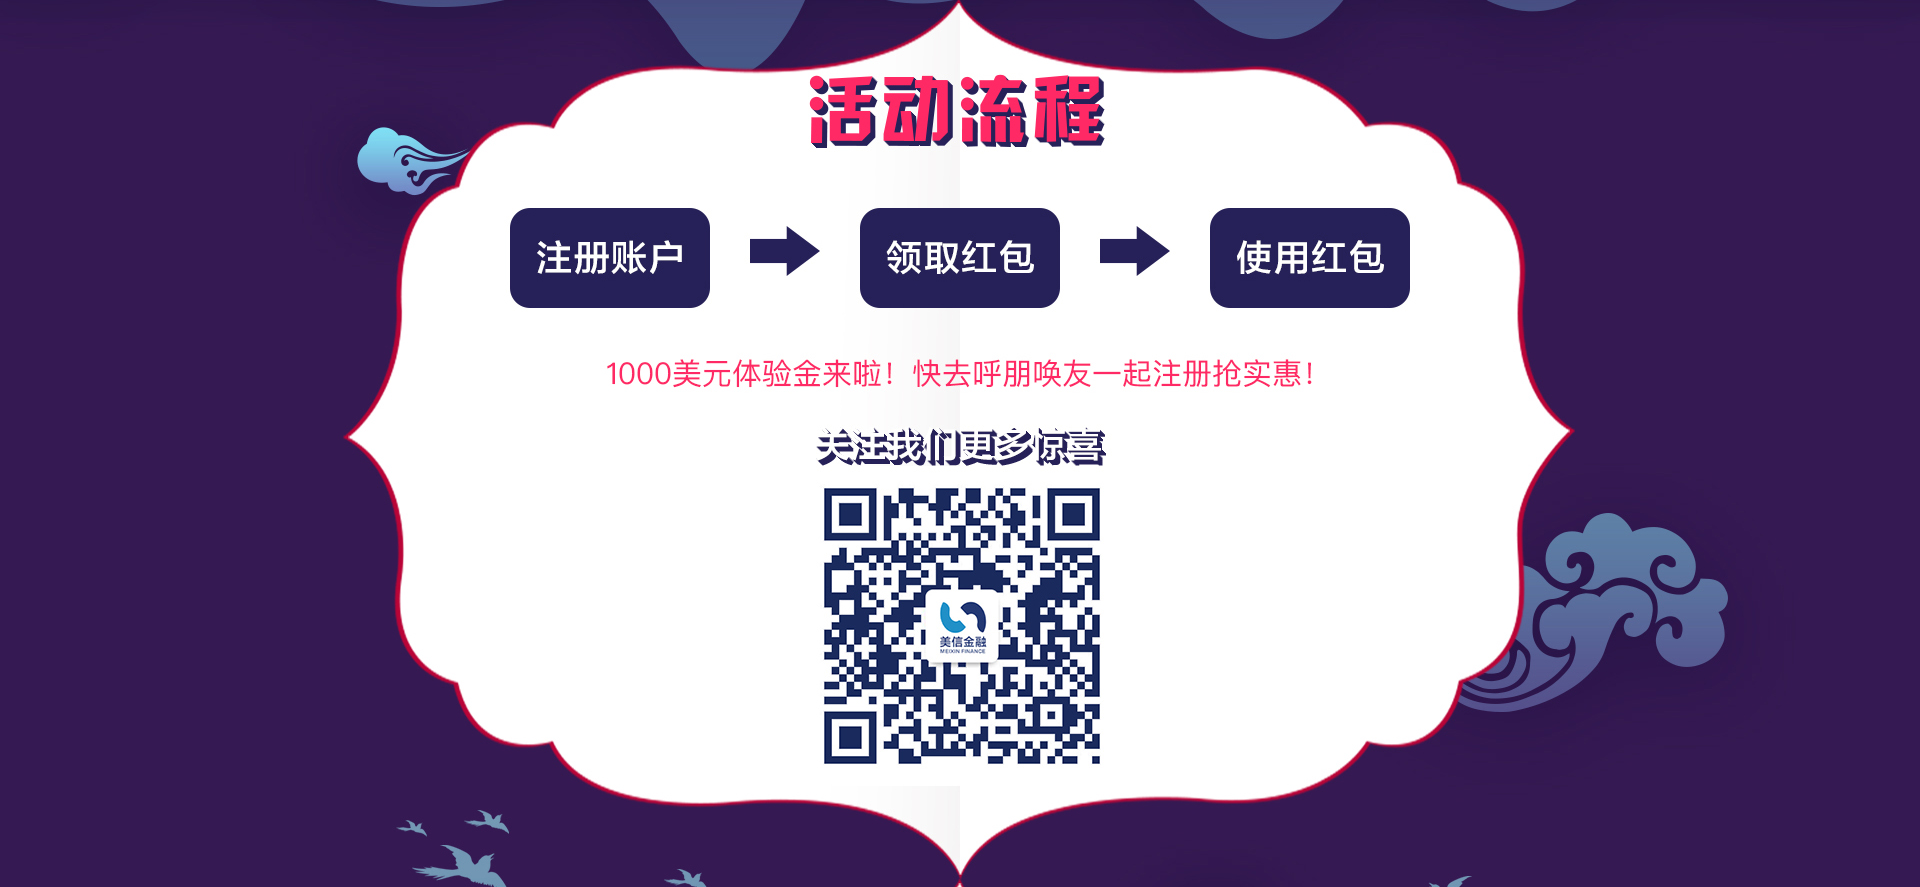 活动流程
注册账户
领取红包
使用红包
1000美元体验金来啦！快去呼朋唤友一起注册抢实惠！
关注我们更多惊喜
美信金融
MEIXIN FINANCE